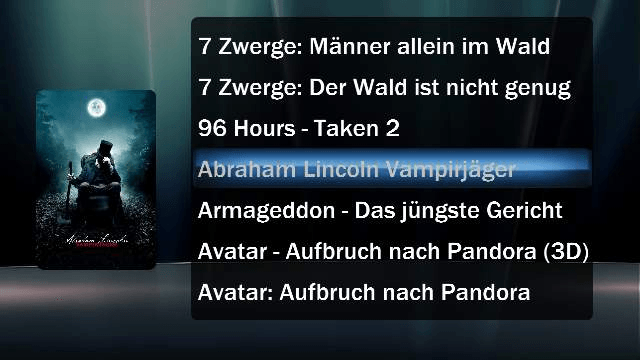 7 Zwerge: Männer allein im Wald
7 Zwerge: Der Wald ist nicht genug
96 Hours - Taken 2
Abraham Lincoln Vampirjäger
Armageddon - Das jüngste Gericht
Avatar - Aufbruch nach Pandora (3D)
Avatar: Aufbruch nach Pandora
Abraham Lincoln